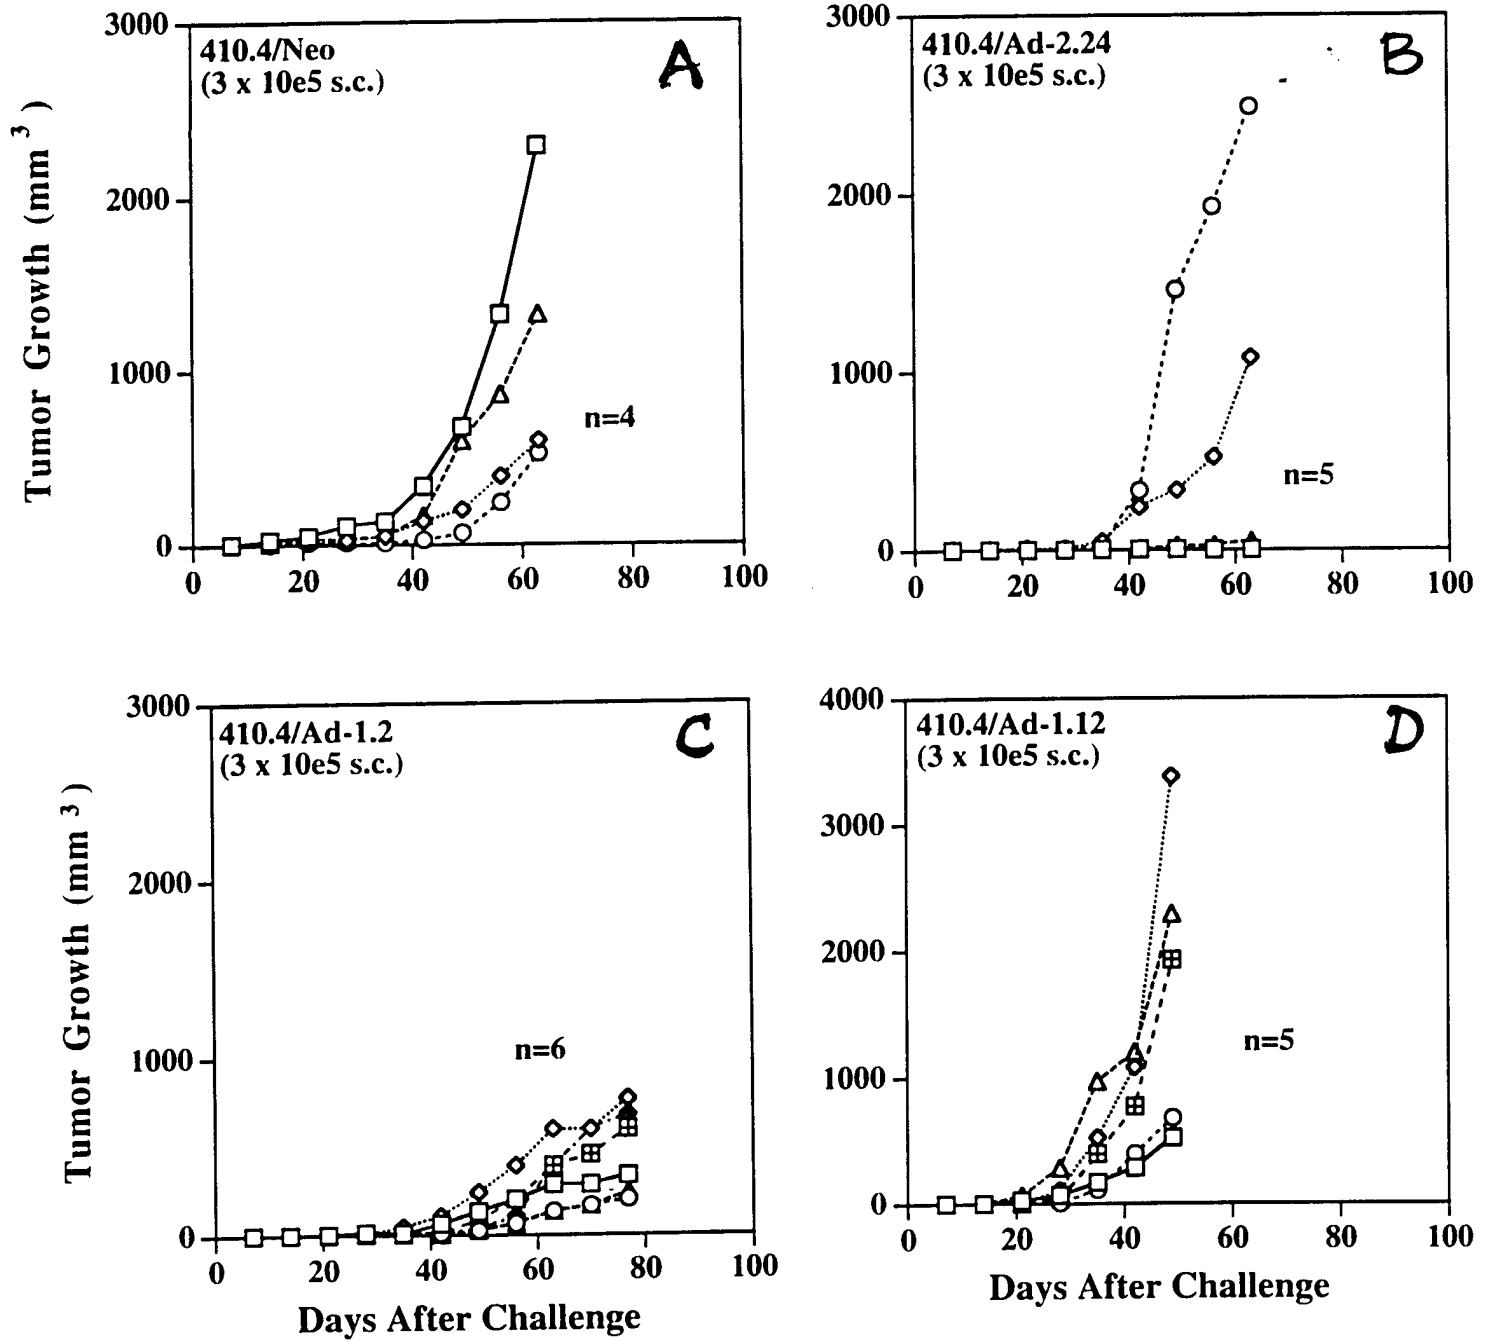 3000
410.4/Neo
(3 x 10e5 s.c.)
A
2000
1000
0
n=4
0 20 40 60 80 100
Tumor Growth (mm 3 )
3000
410.4/Ad-2.24
(3 x 10e5 s.c.)
B
2000
1000
0
n=5
0 20 40 60 80 100
3000
410.4/Ad-1.2
(3 x 10e5 s.c.)
C
2000
1000
0
n=6
0 20 40 60 80 100
Tumor Growth (mm 3 )
Days After Challenge
4000
410.4/Ad-1.12
(3 x 10e5 s.c.)
D
3000
2000
1000
0
n=5
0 20 40 60 80 100
Days After Challenge